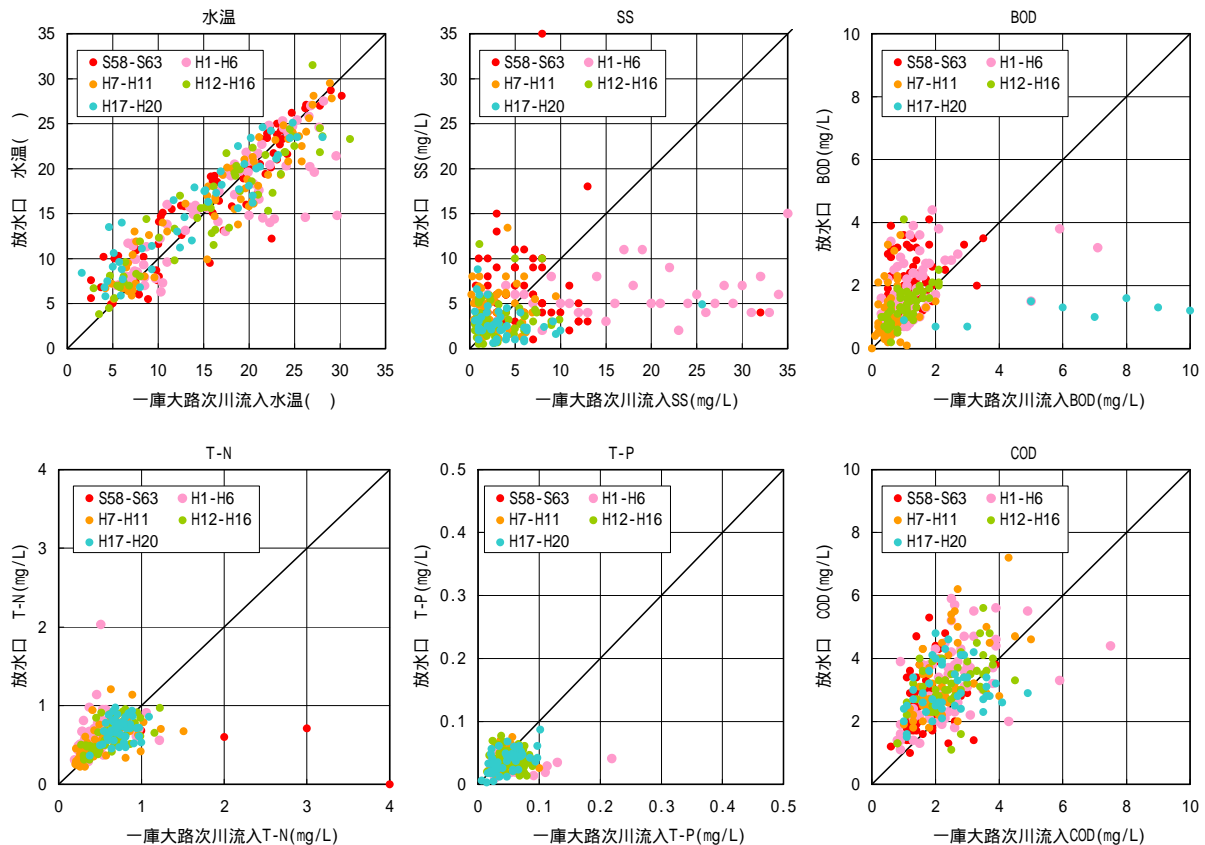 水温
35
30
25
20
15
10
5
0
放水口 水温( )
S58-S63 H1-H6
H7-H11 H12-H16
H17-H20
0 5 10 15 20 25 30 35
一庫大路次川流入水温( )
SS
35
30
25
20
15
10
5
0
放水口 SS(mg/L)
S58-S63 H1-H6
H7-H11 H12-H16
H17-H20
0 5 10 15 20 25 30 35
一庫大路次川流入SS(mg/L)
BOD
10
8
6
4
2
0
放水口 BOD(mg/L)
S58-S63 H1-H6
H7-H11 H12-H16
H17-H20
0 2 4 6 8 10
一庫大路次川流入BOD(mg/L)
T-N
4
3
2
1
0
放水口 T-N(mg/L)
S58-S63 H1-H6
H7-H11 H12-H16
H17-H20
0 1 2 3 4
一庫大路次川流入T-N(mg/L)
T-P
0.5
0.4
0.3
0.2
0.1
0
放水口 T-P(mg/L)
S58-S63 H1-H6
H7-H11 H12-H16
H17-H20
0 0.1 0.2 0.3 0.4 0.5
一庫大路次川流入T-P(mg/L)
COD
10
8
6
4
2
0
放水口 COD(mg/L)
S58-S63 H1-H6
H7-H11 H12-H16
H17-H20
0 2 4 6 8 10
一庫大路次川流入COD(mg/L)